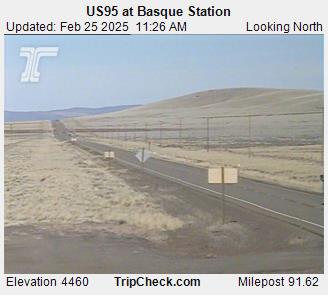 US95 at Basque Station
Updated: Feb 25 2025 11:26 AM Looking North
Elevation 4460 TripCheck.com Milepost 91.62